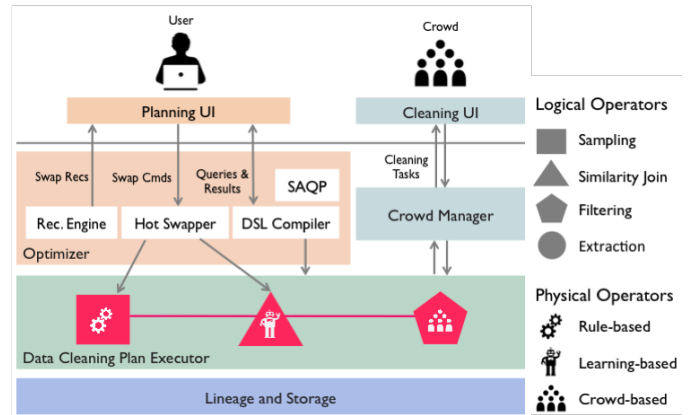 User
Crowd
Planning UI
Cleaning UI
Logical Operators
Sampling
Similarity Join
Filtering
Extraction
Swap Recs
Swap Cmds
Queries &
Results
Cleaning
Tasks
SAQP
Rec. Engine
Hot Swapper
DSL Compiler
Crowd Manager
Optimizer
Physical Operators
Rule-based
Learning-based
Crowd-based
Data Cleaning Plan Executor
Lineage and Storage